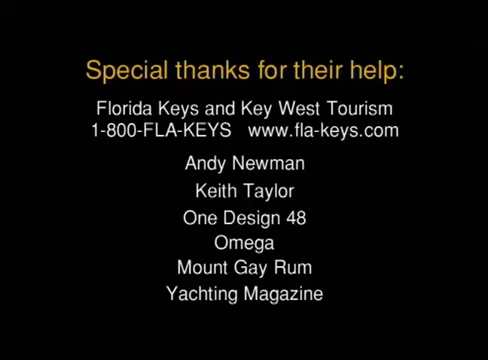 Special thanks for their help:
Florida Keys and Key West Tourism
1-800-FLA-KEYS www.fla-keys.com
Andy Newman
Keith Taylor
One Design 48
Omega
Mount Gay Rum
Yachting Magazine